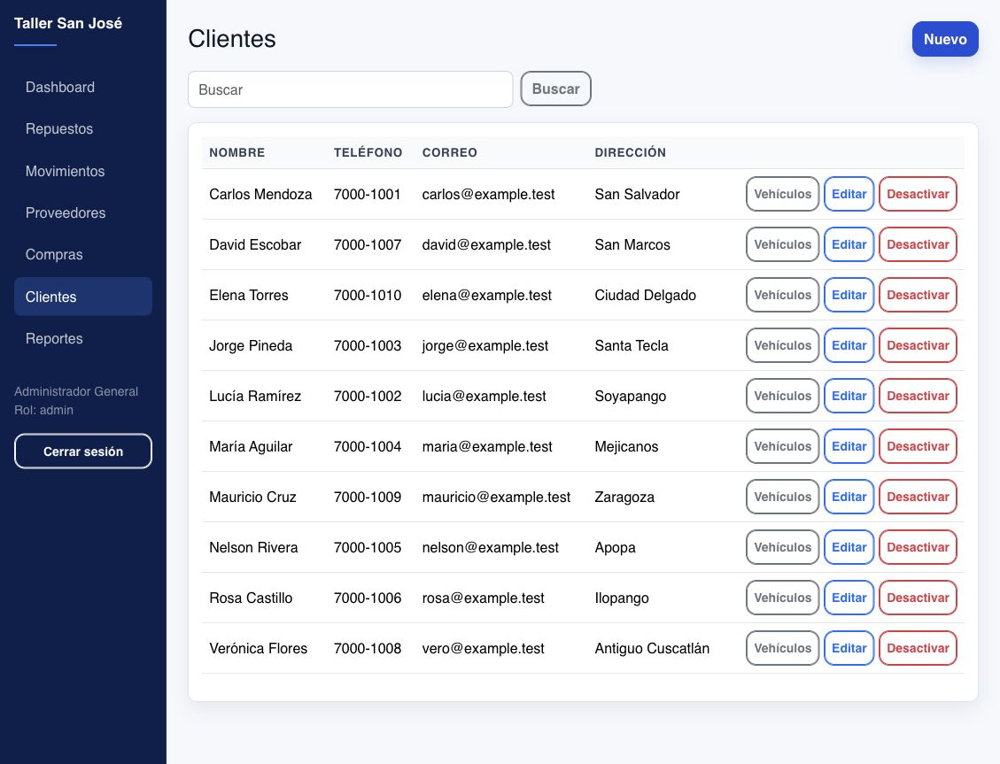 Taller San José
Dashboard
Repuestos
Movimientos
Proveedores
Compras
Clientes
Reportes
Administrador General
Rol: admin
Cerrar sesión
Clientes
Nuevo
Buscar Buscar
NOMBRE TELÉFONO CORREO DIRECCIÓN
Carlos Mendoza 7000-1001 carlos@example.test San Salvador Vehículos Editar Desactivar
David Escobar 7000-1007 david@example.test San Marcos Vehículos Editar Desactivar
Elena Torres 7000-1010 elena@example.test Ciudad Delgado Vehículos Editar Desactivar
Jorge Pineda 7000-1003 jorge@example.test Santa Tecla Vehículos Editar Desactivar
Lucía Ramírez 7000-1002 lucia@example.test Soyapango Vehículos Editar Desactivar
María Aguilar 7000-1004 maria@example.test Mejicanos Vehículos Editar Desactivar
Mauricio Cruz 7000-1009 mauricio@example.test Zaragoza Vehículos Editar Desactivar
Nelson Rivera 7000-1005 nelson@example.test Apopa Vehículos Editar Desactivar
Rosa Castillo 7000-1006 rosa@example.test Ilopango Vehículos Editar Desactivar
Verónica Flores 7000-1008 vero@example.test Antiguo Cuscatlán Vehículos Editar Desactivar